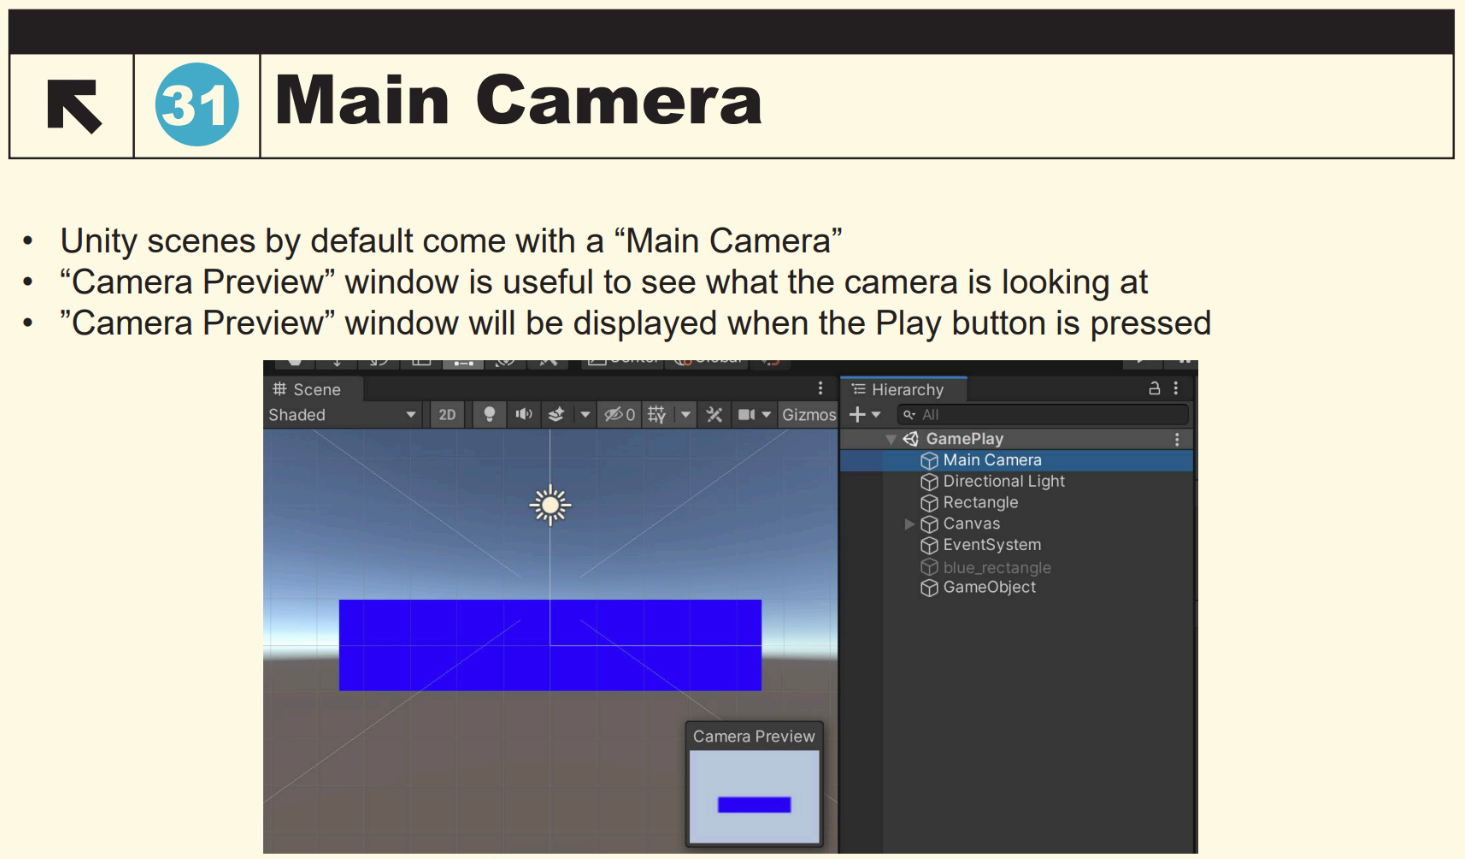 31 Main Camera
• Unity scenes by default come with a “Main Camera”
• “Camera Preview” window is useful to see what the camera is looking at
• ”Camera Preview” window will be displayed when the Play button is pressed
Center Global
Scene
Hierarchy
Shaded 2D 0 Gizmos
All
GamePlay
Main Camera
Directional Light
Rectangle
Canvas
EventSystem
blue_rectangle
GameObject
Camera Preview